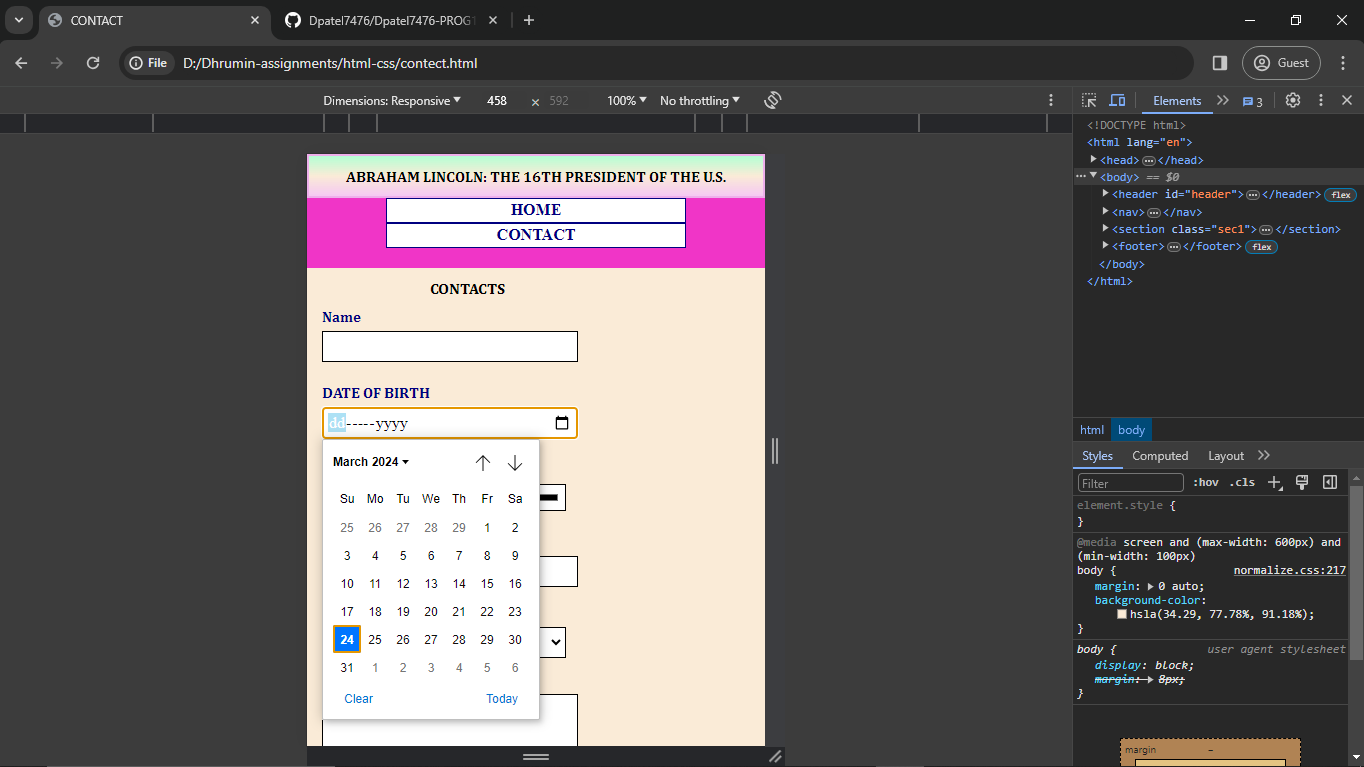 CONTACT
Dpatel7476/Dpatel7476-PROG1
File
D:/Dhrumin-assignments/html-css/contect.html
Guest
Dimensions: Responsive
458
×
592
100%
No throttling
Elements
3
<!DOCTYPE html>
<html lang="en">
<head> … </head>
<body> == $0
<header id="header"> … </header> flex
<nav> … </nav>
<section class="sec1"> … </section>
<footer> … </footer> flex
</body>
</html>
ABRAHAM LINCOLN: THE 16TH PRESIDENT OF THE U.S.
HOME
CONTACT
CONTACTS
Name
DATE OF BIRTH
dd-----yyyy
March 2024
Su Mo Tu We Th Fr Sa
25 26 27 28 29 1 2
3 4 5 6 7 8 9
10 11 12 13 14 15 16
17 18 19 20 21 22 23
24 25 26 27 28 29 30
31 1 2 3 4 5 6
Clear
Today
html body
Styles Computed Layout
Filter
:hov .cls
element.style {
}
@media screen and (max-width: 600px) and
(min-width: 100px)
body {
normalize.css:217
margin: 0 auto;
background-color:
hsla(34.29, 77.78%, 91.18%);
}
body {
user agent stylesheet
display: block;
margin: 8px;
}
margin
–